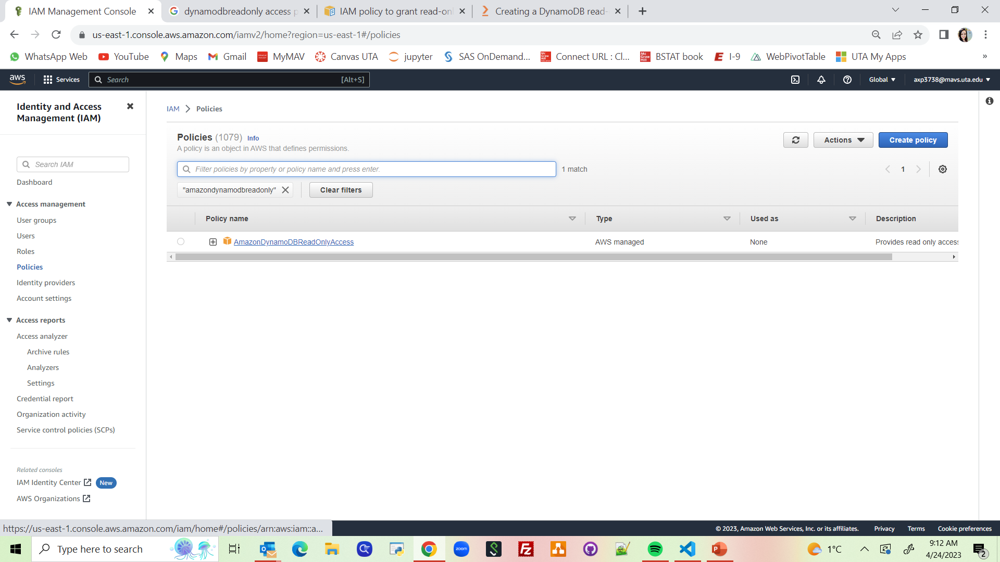 IAM Management Console
dynamodbreadonly access p
IAM policy to grant read-onl
Creating a DynamoDB read-
us-east-1.console.aws.amazon.com/iamv2/home?region=us-east-1#/policies
WhatsApp Web
YouTube
Maps
Gmail
MyMAV
Canvas UTA
jupyter
SAS OnDemand...
Connect URL : Cl...
BSTAT book
I-9
WebPivotTable
UTA My Apps
»
aws
Services
Search
[Alt+S]
Global
axp3738@mavs.uta.edu
Identity and Access
Management (IAM)
Search IAM
Dashboard
Access management
User groups
Users
Roles
Policies
Identity providers
Account settings
Access reports
Access analyzer
Archive rules
Analyzers
Settings
Credential report
Organization activity
Service control policies (SCPs)
Related consoles
IAM Identity Center
New
AWS Organizations
IAM > Policies
Policies (1079) Info
A policy is an object in AWS that defines permissions.
Actions
Create policy
Filter policies by property or policy name and press enter.
1 match
1
"amazondynamodbreadonly"
Clear filters
Policy name
Type
Used as
Description
AmazonDynamoDBReadOnlyAccess
AWS managed
None
Provides read only access
https://us-east-1.console.aws.amazon.com/iam/home#/policies/arn:aws:iam::a...
© 2023, Amazon Web Services, Inc. or its affiliates.
Privacy
Terms
Cookie preferences
Type here to search
zoom
1°C
9:12 AM
4/24/2023
2